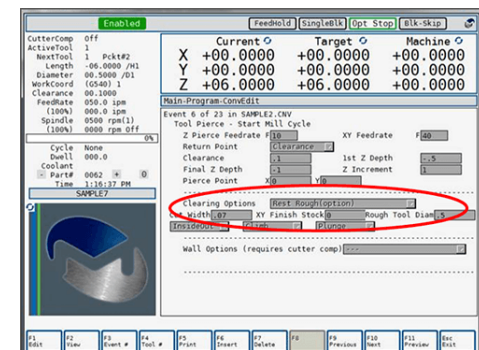 Enabled FeedHold SingleBlk Opt Stop Blk-Skip
CutterComp Off
ActiveTool 1
NextTool 1 Pckt#2
Length -06.0000 /H1
Diameter 00.5000 /D1
WorkCoord (G540) 1
Clearance 00.1000
FeedRate 050.0 ipm
(100%) 000.0 ipm
Spindle 0500 rpm(1)
(100%) 0000 rpm Off
0%
Cycle None
Dwell 000.0
Coolant
- Part# 0062 + 0
Time 1:16:37 PM
SAMPLE7
Current Target Machine
X +00.0000 +00.0000 +00.0000
Y +00.0000 +00.0000 +00.0000
Z +06.0000 +06.0000 +00.0000
Main-Program-ConvEdit
Event 6 of 23 in SAMPLE2.CNV
Tool Pierce - Start Mill Cycle
Z Pierce Feedrate F 10 XY Feedrate F 40
Return Point Clearance
Clearance .1 1st Z Depth -.5
Final Z Depth -1 Z Increment 1
Pierce Point X 0 Y 0
Clearing Options Rest Rough(option)
Cut Width .07 XY Finish Stock 0 Rough Tool Diam .5
InsideOut Climb Plunge
Wall Options (requires cutter comp) ---
F1 Edit F2 View F3 Event # F4 Tool # F5 Print F6 Insert F7 Delete F8 F9 Previous F10 Next F11 Preview Esc Exit